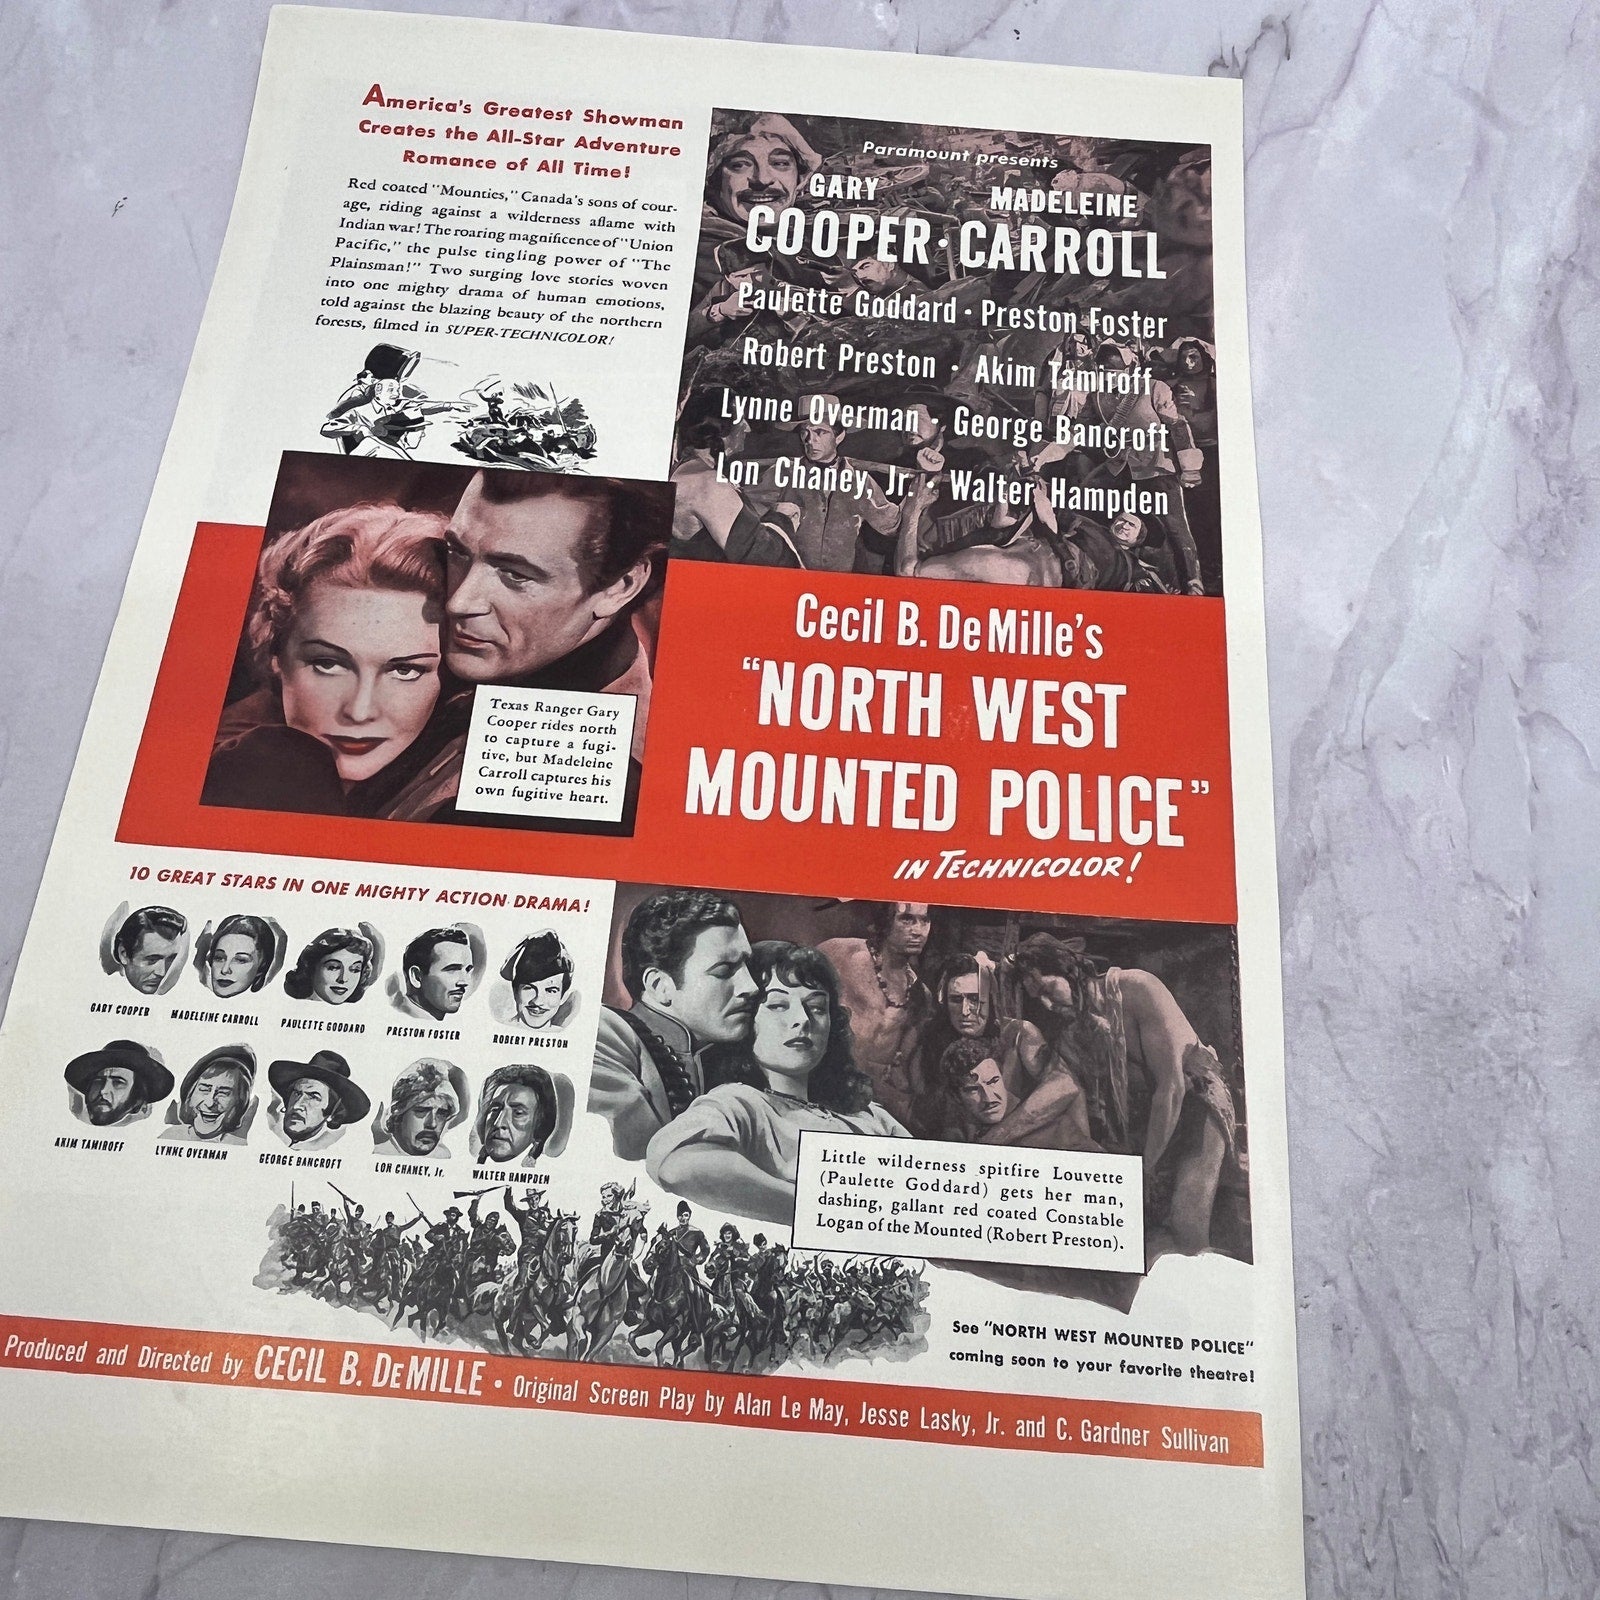 America's Greatest Showman
Creates the All-Star Adventure
Romance of All Time!
Red coated "Mounties," Canada's sons of cour-
age, riding against a wilderness aflame with
Indian war! The roaring magnificence of "Union
Pacific," the pulse tingling power of "The
Plainsman!" Two surging love stories woven
into one mighty drama of human emotions,
told against the blazing beauty of the northern
forests, filmed in SUPER-TECHNICOLOR!
Paramount presents
GARY MADELEINE
COOPER · CARROLL
Paulette Goddard · Preston Foster
Robert Preston · Akim Tamiroff
Lynne Overman · George Bancroft
Lon Chaney, Jr. · Walter Hampden
Texas Ranger Gary
Cooper rides north
to capture a fugi-
tive, but Madeleine
Carroll captures his
own fugitive heart.
Cecil B. DeMille's
"NORTH WEST
MOUNTED POLICE"
IN TECHNICOLOR!
10 GREAT STARS IN ONE MIGHTY ACTION DRAMA!
GARY COOPER MADELEINE CARROLL PAULETTE GODDARD PRESTON FOSTER ROBERT PRESTON
AKIM TAMIROFF LYNNE OVERMAN GEORGE BANCROFT LON CHANEY, Jr. WALTER HAMPDEN
Little wilderness spitfire Louvette
(Paulette Goddard) gets her man,
dashing, gallant red coated Constable
Logan of the Mounted (Robert Preston).
See "NORTH WEST MOUNTED POLICE"
coming soon to your favorite theatre!
Produced and Directed by CECIL B. DEMILLE • Original Screen Play by Alan Le May, Jesse Lasky, Jr. and C. Gardner Sullivan